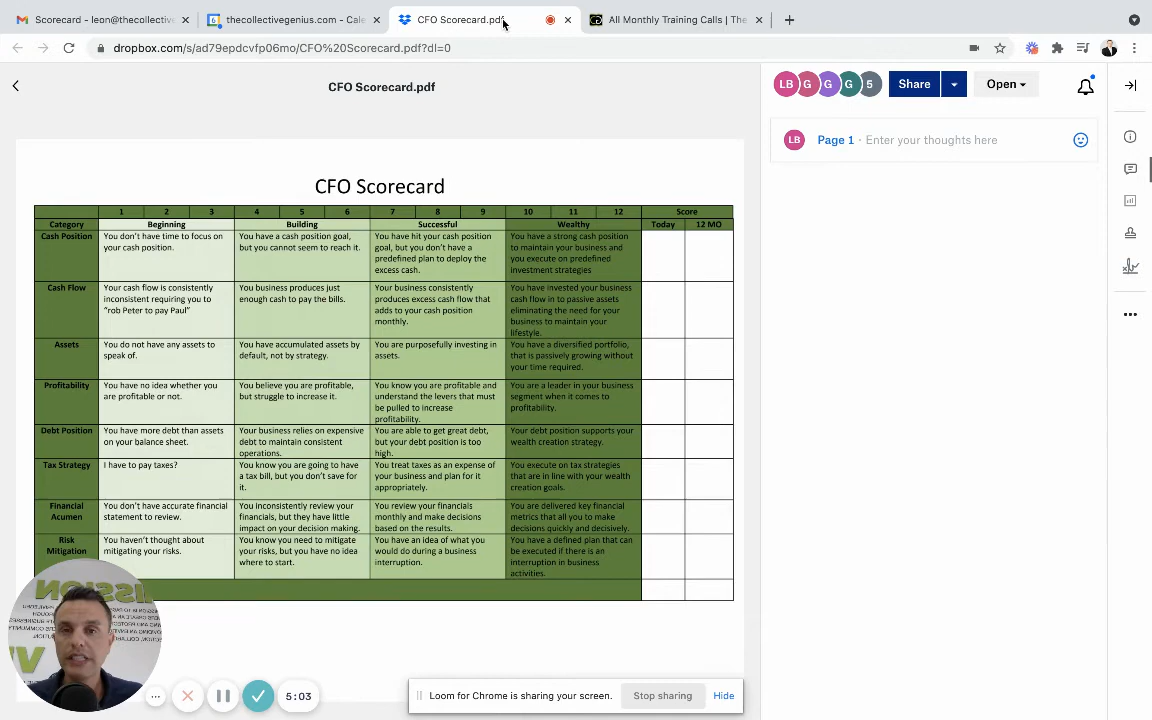 Scorecard - leon@thecollective
thecollectivegenius.com - Cale
CFO Scorecard.pdf
All Monthly Training Calls | The
dropbox.com/s/ad79epdcvfp06mo/CFO%20Scorecard.pdf?dl=0
CFO Scorecard.pdf
LB G G G 5
Share
Open
LB Page 1 · Enter your thoughts here
CFO Scorecard
1 2 3 4 5 6 7 8 9 10 11 12 Score
Category Beginning Building Successful Wealthy Today 12 MO
Cash Position
You don't have time to focus on
your cash position.
You have a cash position goal,
but you cannot seem to reach it.
You have hit your cash position
goal, but you don't have a
predefined plan to deploy the
excess cash.
You have a strong cash position
to maintain your business and
you execute on predefined
investment strategies
Cash Flow
Your cash flow is consistently
inconsistent requiring you to
"rob Peter to pay Paul"
You business produces just
enough cash to pay the bills.
Your business consistently
produces excess cash flow that
adds to your cash position
monthly.
You have invested your business
cash flow in to passive assets
eliminating the need for your
business to maintain your
lifestyle.
Assets
You do not have any assets to
speak of.
You have accumulated assets by
default, not by strategy.
You are purposefully investing in
assets.
You have a diversified portfolio,
that is passively growing without
your time required.
Profitability
You have no idea whether you
are profitable or not.
You believe you are profitable,
but struggle to increase it.
You know you are profitable and
understand the levers that must
be pulled to increase
profitability.
You are a leader in your business
segment when it comes to
profitability.
Debt Position
You have more debt than assets
on your balance sheet.
Your business relies on expensive
debt to maintain consistent
operations.
You are able to get great debt,
but your debt position is too
high.
Your debt position supports your
wealth creation strategy.
Tax Strategy
I have to pay taxes?
You know you are going to have
a tax bill, but you don't save for
it.
You treat taxes as an expense of
your business and plan for it
appropriately.
You execute on tax strategies
that are in line with your wealth
creation goals.
Financial
Acumen
You don't have accurate financial
statement to review.
You inconsistently review your
financials, but they have little
impact on your decision making.
You review your financials
monthly and make decisions
based on the results.
You are delivered key financial
metrics that all you to make
decisions quickly and decisively.
Risk
Mitigation
You haven't thought about
mitigating your risks.
You know you need to mitigate
your risks, but you have no idea
where to start.
You have an idea of what you
would do during a business
interruption.
You have a defined plan that can
be executed if there is an
interruption in business
activities.
MISSION
5:03
Loom for Chrome is sharing your screen.
Stop sharing
Hide